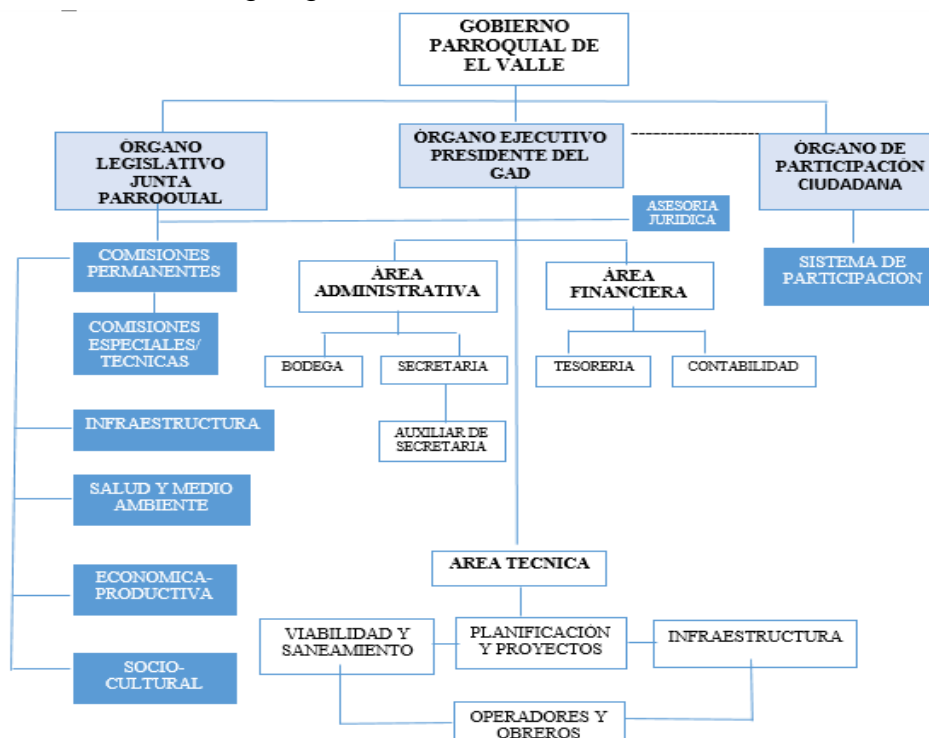 GOBIERNO
PARROQUIAL DE
EL VALLE
ÓRGANO
LEGISLATIVO
JUNTA
PARROQUIAL
ÓRGANO EJECUTIVO
PRESIDENTE DEL
GAD
ÓRGANO DE
PARTICIPACIÓN
CIUDADANA
ASESORIA
JURIDICA
COMISIONES
PERMANENTES
ÁREA
ADMINISTRATIVA
ÁREA
FINANCIERA
SISTEMA DE
PARTICIPACION
COMISIONES
ESPECIALES/
TECNICAS
BODEGA
SECRETARIA
TESORERIA
CONTABILIDAD
INFRAESTRUCTURA
AUXILIAR DE
SECRETARIA
SALUD Y MEDIO
AMBIENTE
ECONOMICA-
PRODUCTIVA
AREA TECNICA
VIABILIDAD Y
SANEAMIENTO
PLANIFICACIÓN
Y PROYECTOS
INFRAESTRUCTURA
SOCIO-
CULTURAL
OPERADORES Y
OBREROS